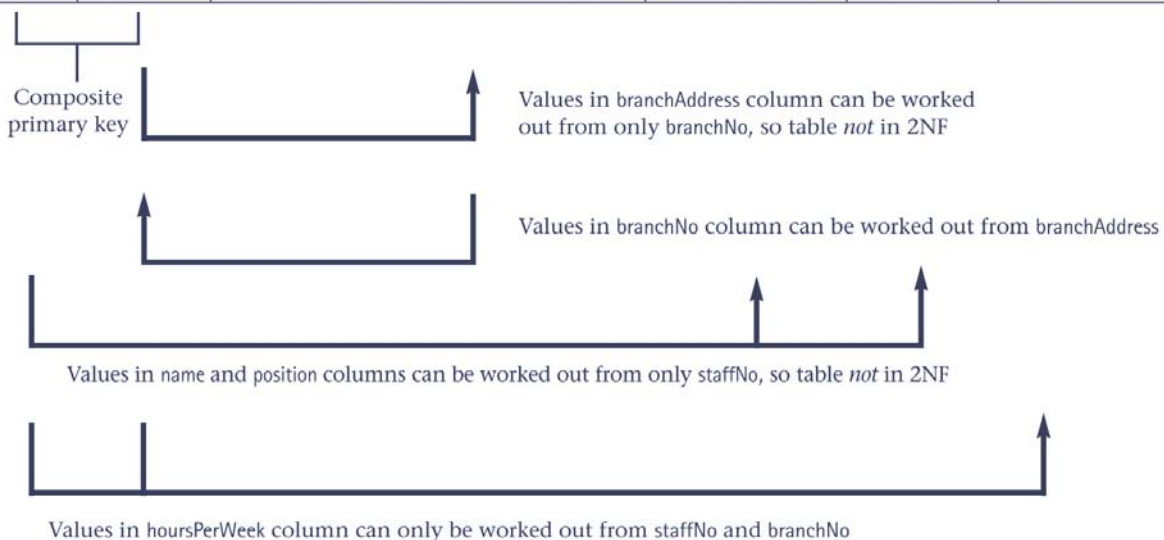 Composite
primary key
Values in branchAddress column can be worked
out from only branchNo, so table not in 2NF
Values in branchNo column can be worked out from branchAddress
Values in name and position columns can be worked out from only staffNo, so table not in 2NF
Values in hoursPerWeek column can only be worked out from staffNo and branchNo